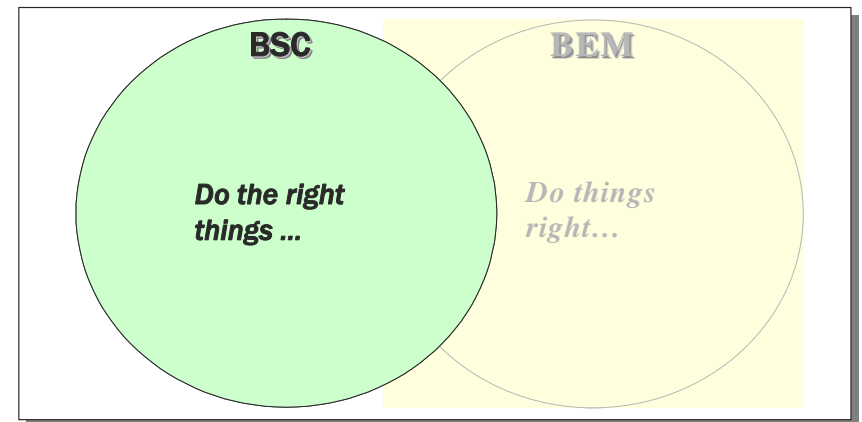 BSC
BEM
Do the right
things ...
Do things
right…